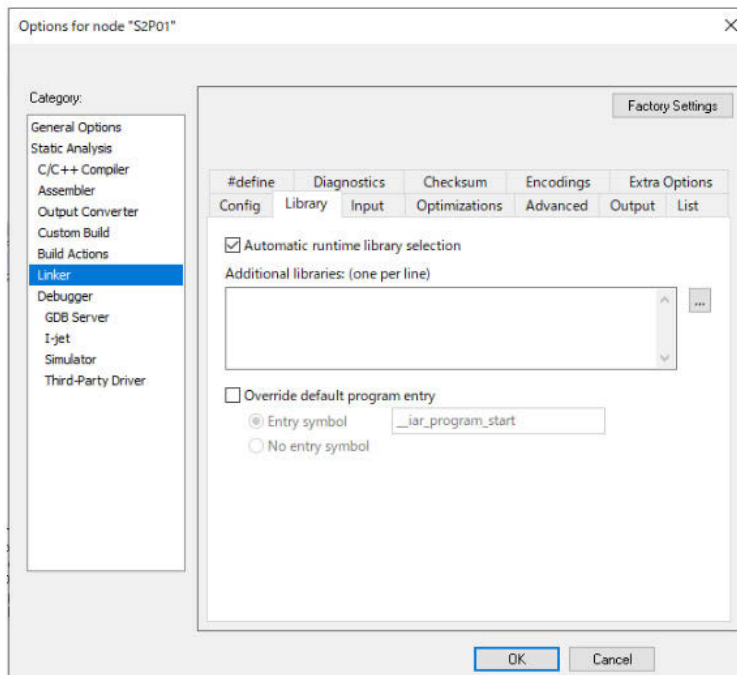 Options for node "S2P01"
Category:
Factory Settings
General Options
Static Analysis
C/C++ Compiler
Assembler
Output Converter
Custom Build
Build Actions
Linker
Debugger
GDB Server
I-jet
Simulator
Third-Party Driver
#define Diagnostics Checksum Encodings Extra Options
Config Library Input Optimizations Advanced Output List
Automatic runtime library selection
Additional libraries: (one per line)
...
Override default program entry
Entry symbol __iar_program_start
No entry symbol
OK Cancel